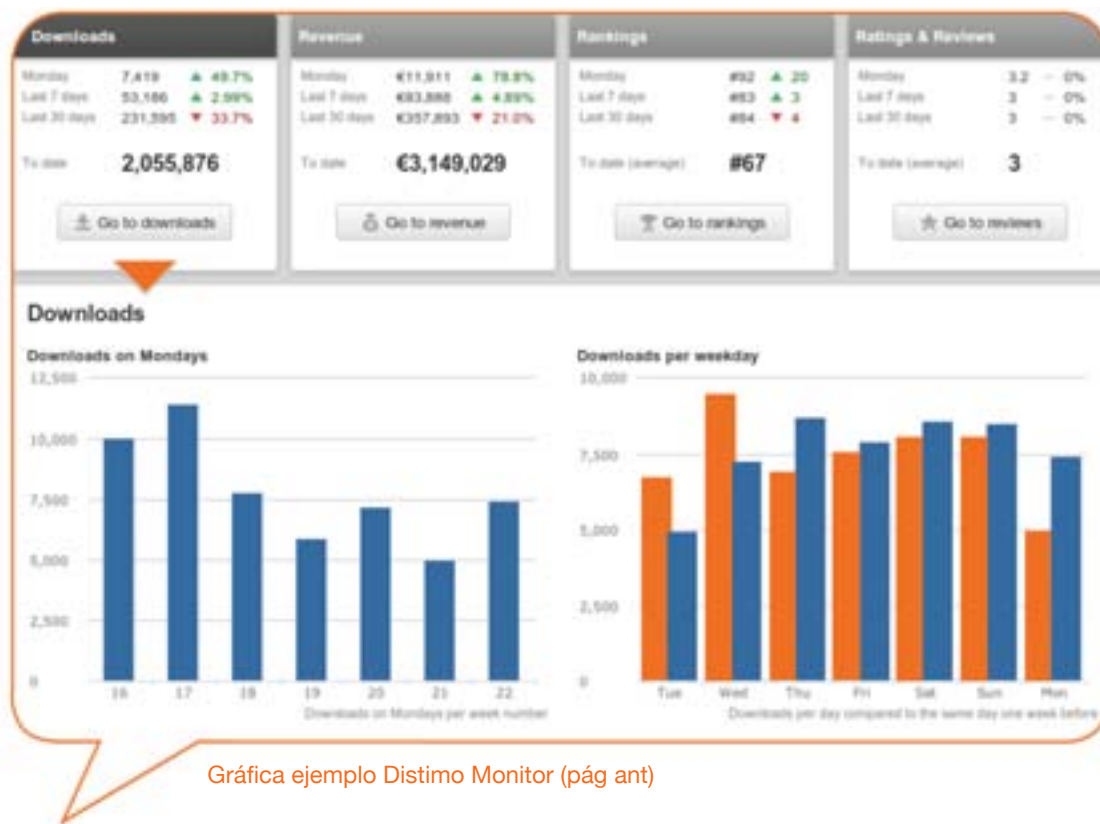 Downloads
Monday 7,419 ▲ 49.7%
Last 7 days 53,186 ▲ 2.99%
Last 30 days 231,595 ▼ 33.7%
To date 2,055,876
Go to downloads
Revenue
Monday €11,911 ▲ 79.9%
Last 7 days €83,888 ▲ 4.89%
Last 30 days €357,893 ▼ 21.0%
To date €3,149,029
Go to revenue
Rankings
Monday #92 ▲ 20
Last 7 days #63 ▲ 3
Last 30 days #64 ▼ 4
To date (average) #67
Go to rankings
Ratings & Reviews
Monday 3.2 – 0%
Last 7 days 3 – 0%
Last 30 days 3 – 0%
To date (average) 3
Go to reviews
Downloads
Downloads on Mondays
12,500
10,000
7,500
5,000
2,500
0
16 17 18 19 20 21 22
Downloads on Mondays per week number
Downloads per weekday
10,000
7,500
5,000
2,500
0
Tue Wed Thu Fri Sat Sun Mon
Downloads per day compared to the same day one week before
Gráfica ejemplo Distimo Monitor (pág ant)